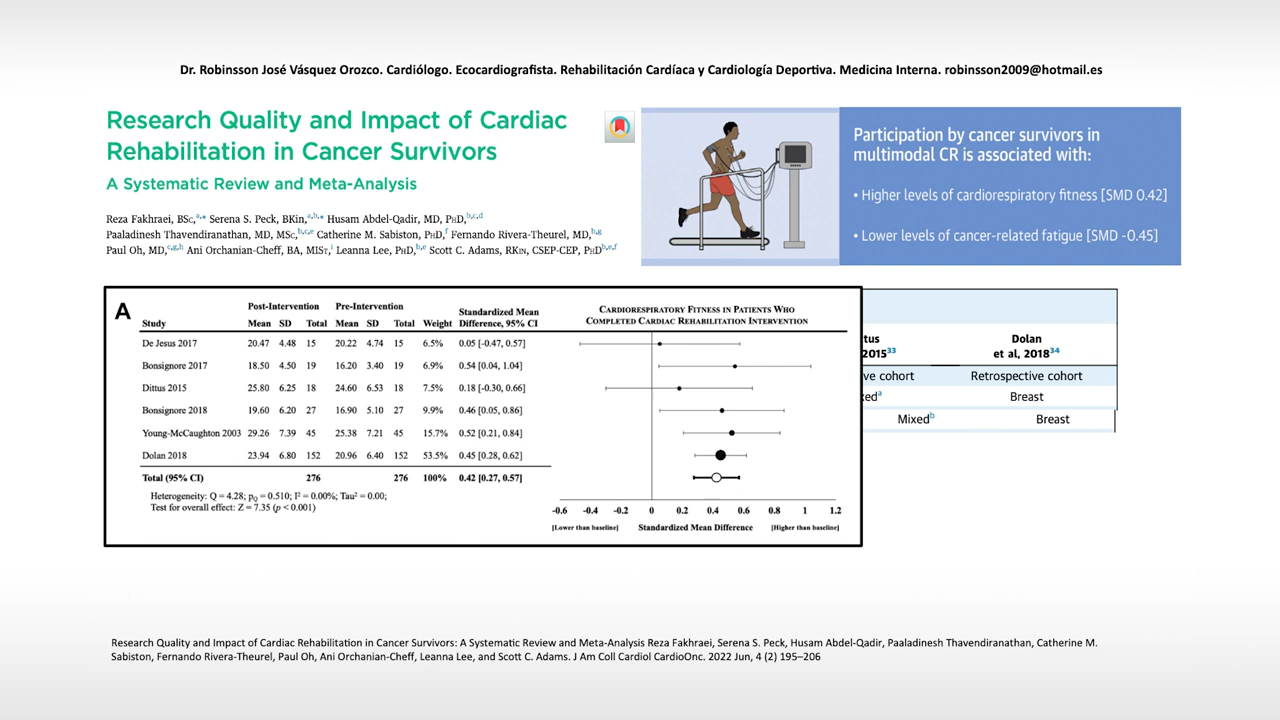 Dr. Robinsson José Vásquez Orozco. Cardiólogo. Ecocardiografista. Rehabilitación Cardíaca y Cardiología Deportiva. Medicina Interna. robinsson2009@hotmail.es
Research Quality and Impact of Cardiac
Rehabilitation in Cancer Survivors
A Systematic Review and Meta-Analysis
Reza Fakhraei, BSc,a,* Serena S. Peck, BKin,a,b,* Husam Abdel-Qadir, MD, PhD,b,c,d
Paaladinesh Thavendiranathan, MD, MSc,b,c,e Catherine M. Sabiston, PhD,f Fernando Rivera-Theurel, MD,b,g
Paul Oh, MD,c,g,h Ani Orchanian-Cheff, BA, MISt,i Leanna Lee, PhD,b,e Scott C. Adams, RKin, CSEP-CEP, PhDb,e,f
Participation by cancer survivors in
multimodal CR is associated with:
• Higher levels of cardiorespiratory fitness [SMD 0.42]
• Lower levels of cancer-related fatigue [SMD -0.45]
A
Post-Intervention Pre-Intervention Standardized Mean
Study Mean SD Total Mean SD Total Weight Difference, 95% CI
De Jesus 2017 20.47 4.48 15 20.22 4.74 15 6.5% 0.05 [-0.47, 0.57]
Bonsignore 2017 18.50 4.50 19 16.20 3.40 19 6.9% 0.54 [0.04, 1.04]
Dittus 2015 25.80 6.25 18 24.60 6.53 18 7.5% 0.18 [-0.30, 0.66]
Bonsignore 2018 19.60 6.20 27 16.90 5.10 27 9.9% 0.46 [0.05, 0.86]
Young-McCaughton 2003 29.26 7.39 45 25.38 7.21 45 15.7% 0.52 [0.21, 0.84]
Dolan 2018 23.94 6.80 152 20.96 6.40 152 53.5% 0.45 [0.28, 0.62]
Total (95% CI) 276 276 100% 0.42 [0.27, 0.57]
Heterogeneity: Q = 4.28; pQ = 0.510; I² = 0.00%; Tau² = 0.00;
Test for overall effect: Z = 7.35 (p < 0.001)
Cardiorespiratory Fitness in Patients Who
Completed Cardiac Rehabilitation Intervention
-0.6 -0.4 -0.2 0 0.2 0.4 0.6 0.8 1 1.2
[Lower than baseline] Standardized Mean Difference [Higher than baseline]
tus Dolan
2015³³ et al, 2018³⁴
ve cohort Retrospective cohort
xeda Breast
Mixedb Breast
Research Quality and Impact of Cardiac Rehabilitation in Cancer Survivors: A Systematic Review and Meta-Analysis Reza Fakhraei, Serena S. Peck, Husam Abdel-Qadir, Paaladinesh Thavendiranathan, Catherine M.
Sabiston, Fernando Rivera-Theurel, Paul Oh, Ani Orchanian-Cheff, Leanna Lee, and Scott C. Adams. J Am Coll Cardiol CardioOnc. 2022 Jun, 4 (2) 195–206